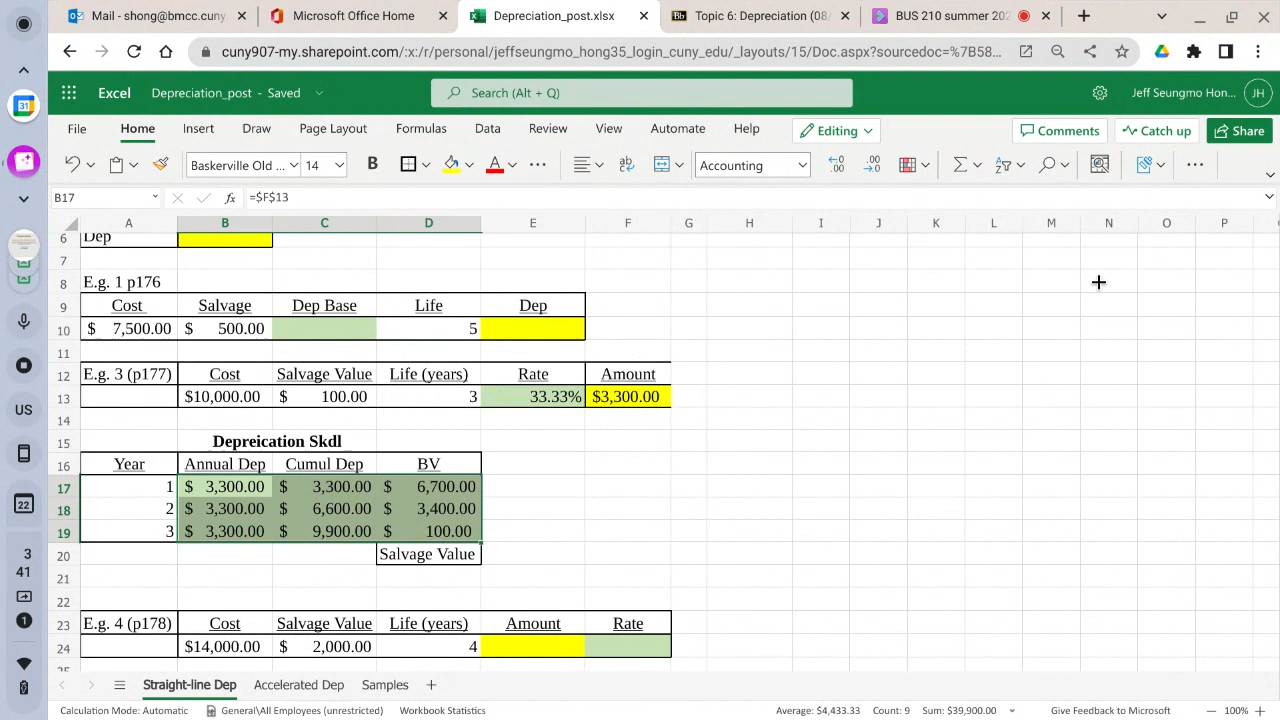 Mail - shong@bmcc.cuny.
Microsoft Office Home
Depreciation_post.xlsx
Topic 6: Depreciation (08/
BUS 210 summer 202
cuny907-my.sharepoint.com/:x:/r/personal/jeffseungmo_hong35_login_cuny_edu/_layouts/15/Doc.aspx?sourcedoc=%7B58...
Excel Depreciation_post - Saved Search (Alt + Q) Jeff Seungmo Hon... JH
File Home Insert Draw Page Layout Formulas Data Review View Automate Help Editing Comments Catch up Share
Baskerville Old ... 14 B A Accounting
B17 fx =$F$13
A B C D E F G H I J K L M N O P
6 Dep
7
8 E.g. 1 p176
9 Cost Salvage Dep Base Life Dep
10 $ 7,500.00 $ 500.00 5
11
12 E.g. 3 (p177) Cost Salvage Value Life (years) Rate Amount
13 $10,000.00 $ 100.00 3 33.33% $3,300.00
14
15 Depreication Skdl
16 Year Annual Dep Cumul Dep BV
17 1 $ 3,300.00 $ 3,300.00 $ 6,700.00
18 2 $ 3,300.00 $ 6,600.00 $ 3,400.00
19 3 $ 3,300.00 $ 9,900.00 $ 100.00
20 Salvage Value
21
22
23 E.g. 4 (p178) Cost Salvage Value Life (years) Amount Rate
24 $14,000.00 $ 2,000.00 4
Straight-line Dep Accelerated Dep Samples
Calculation Mode: Automatic General\All Employees (unrestricted) Workbook Statistics Average: $4,433.33 Count: 9 Sum: $39,900.00 Give Feedback to Microsoft 100%
31
US
22
3
41
1